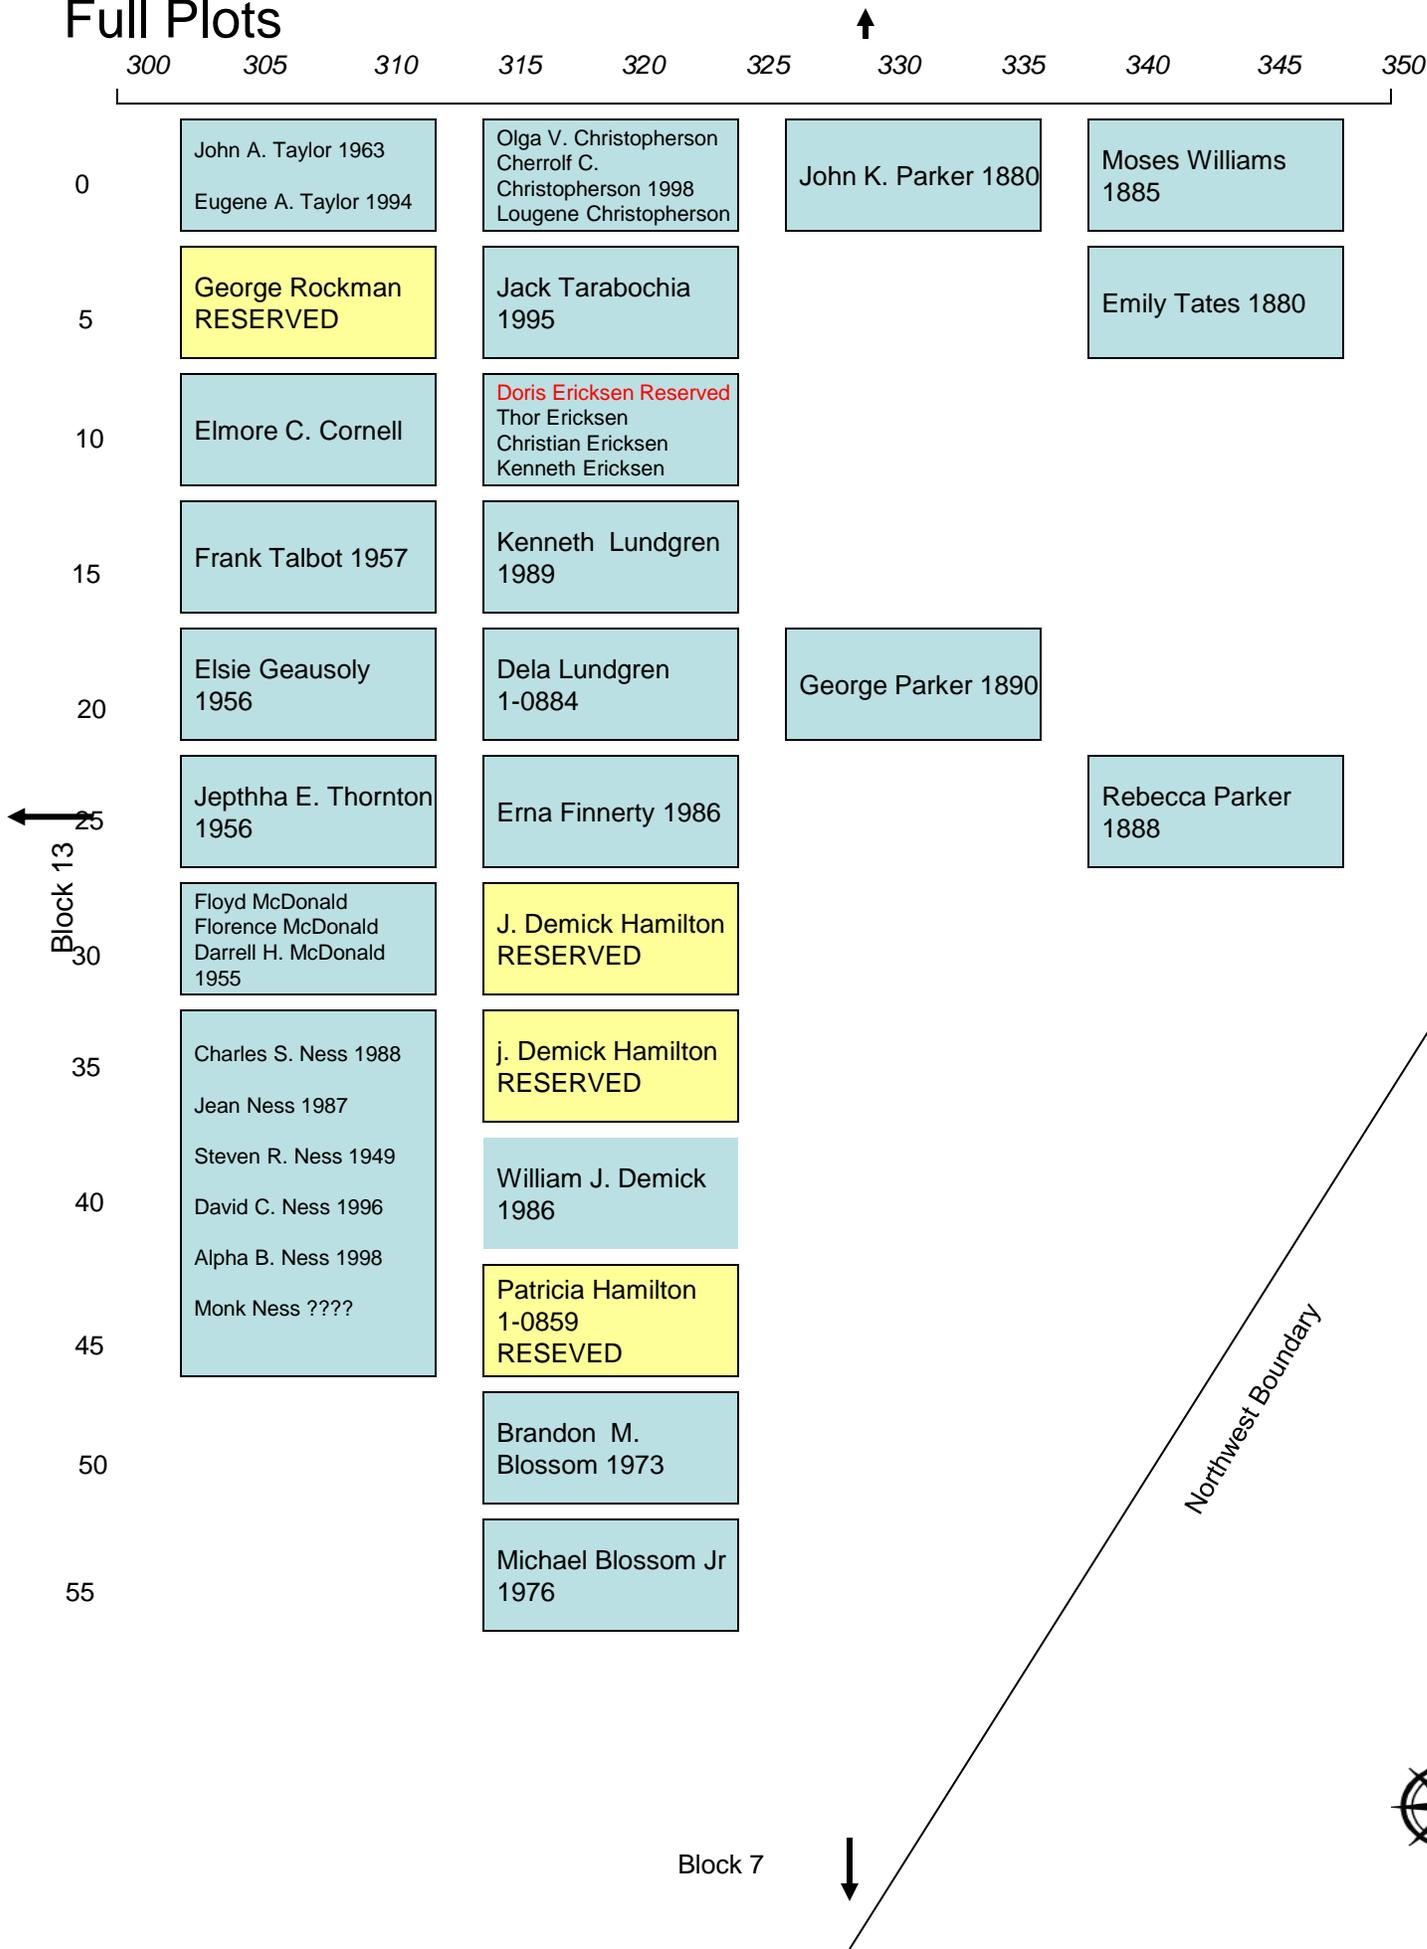 Full Plots
300 305 310 315 320 325 330 335 340 345 350
0
John A. Taylor 1963
Eugene A. Taylor 1994
Olga V. Christopherson
Cherrolf C.
Christopherson 1998
Lougene Christopherson
John K. Parker 1880
Moses Williams
1885
5
George Rockman
RESERVED
Jack Tarabochia
1995
Emily Tates 1880
10
Elmore C. Cornell
Doris Ericksen Reserved
Thor Ericksen
Christian Ericksen
Kenneth Ericksen
15
Frank Talbot 1957
Kenneth  Lundgren
1989
20
Elsie Geausoly
1956
Dela Lundgren
1-0884
George Parker 1890
25
Jepthha E. Thornton
1956
Erna Finnerty 1986
Rebecca Parker
1888
Block 13
30
Floyd McDonald
Florence McDonald
Darrell H. McDonald
1955
J. Demick Hamilton
RESERVED
35
40
45
Charles S. Ness 1988
Jean Ness 1987
Steven R. Ness 1949
David C. Ness 1996
Alpha B. Ness 1998
Monk Ness ????
j. Demick Hamilton
RESERVED
William J. Demick
1986
Patricia Hamilton
1-0859
RESEVED
50
Brandon  M.
Blossom 1973
55
Michael Blossom Jr
1976
Northwest Boundary
Block 7